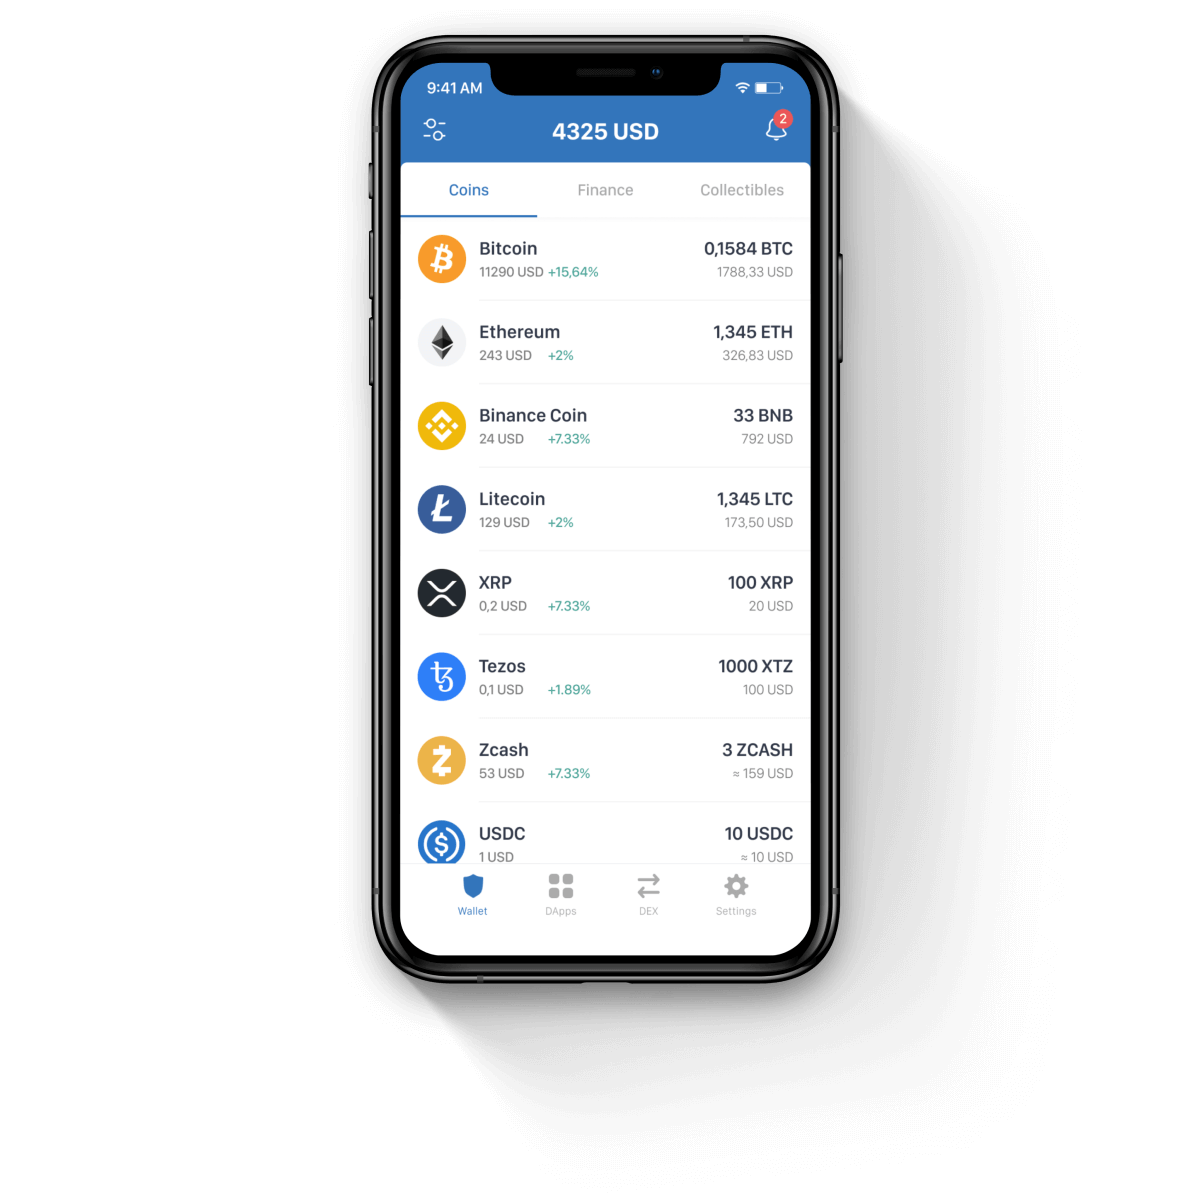 9:41 AM
4325 USD
2
Coins Finance Collectibles
Bitcoin 0,1584 BTC
11290 USD +15,64% 1788,33 USD
Ethereum 1,345 ETH
243 USD +2% 326,83 USD
Binance Coin 33 BNB
24 USD +7.33% 792 USD
Litecoin 1,345 LTC
129 USD +2% 173,50 USD
XRP 100 XRP
0,2 USD +7.33% 20 USD
Tezos 1000 XTZ
0,1 USD +1.89% 100 USD
Zcash 3 ZCASH
53 USD +7.33% ≈ 159 USD
USDC 10 USDC
1 USD ≈ 10 USD
Wallet DApps DEX Settings